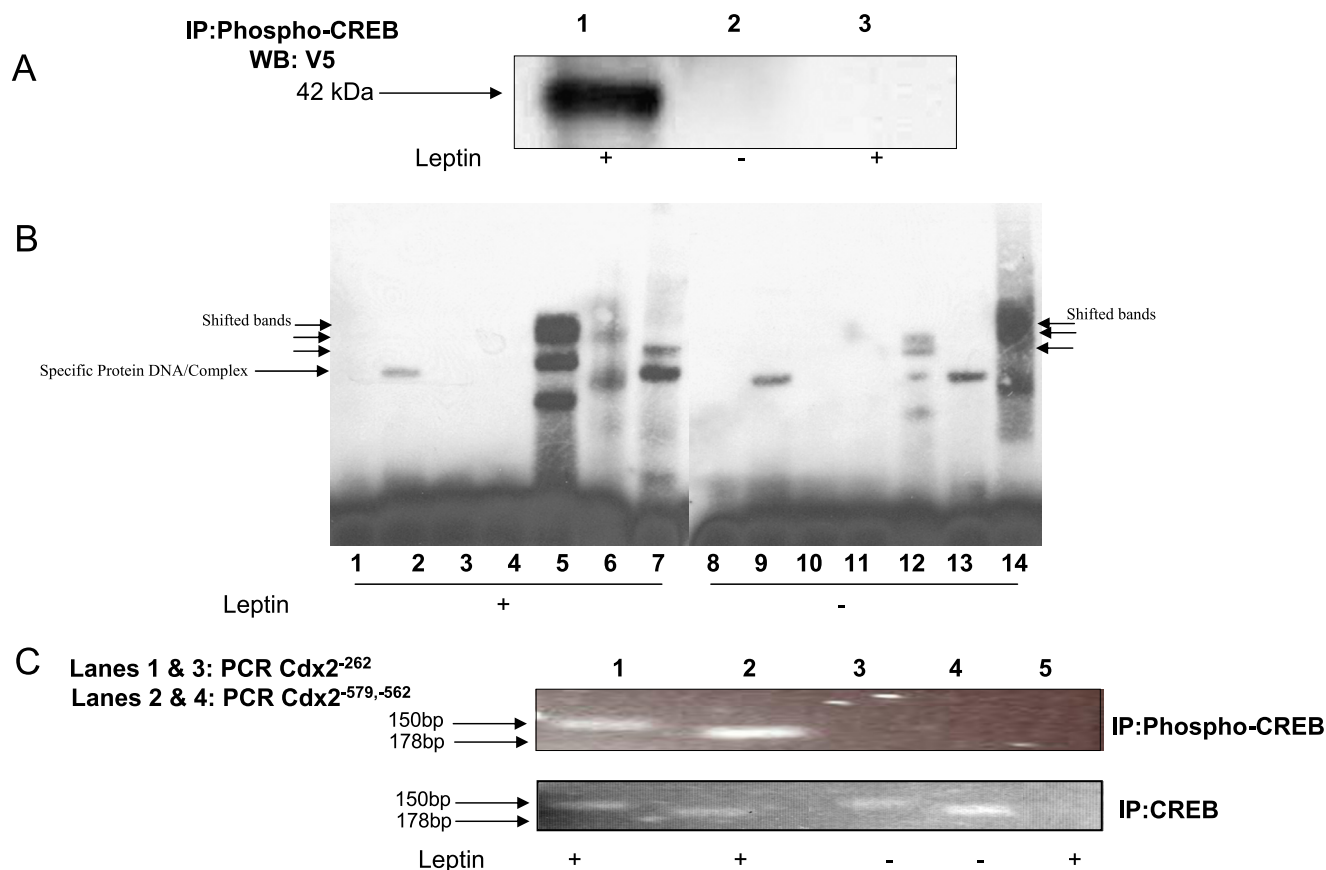 A
IP:Phospho-CREB
WB: V5
1 2 3
42 kDa
Leptin + - +
B
Shifted bands
Shifted bands
Specific Protein DNA/Complex
1 2 3 4 5 6 7 8 9 10 11 12 13 14
Leptin + -
C
Lanes 1 & 3: PCR Cdx2-262
Lanes 2 & 4: PCR Cdx2-579,-562
1 2 3 4 5
150bp
178bp
IP:Phospho-CREB
150bp
178bp
IP:CREB
Leptin + + - - +